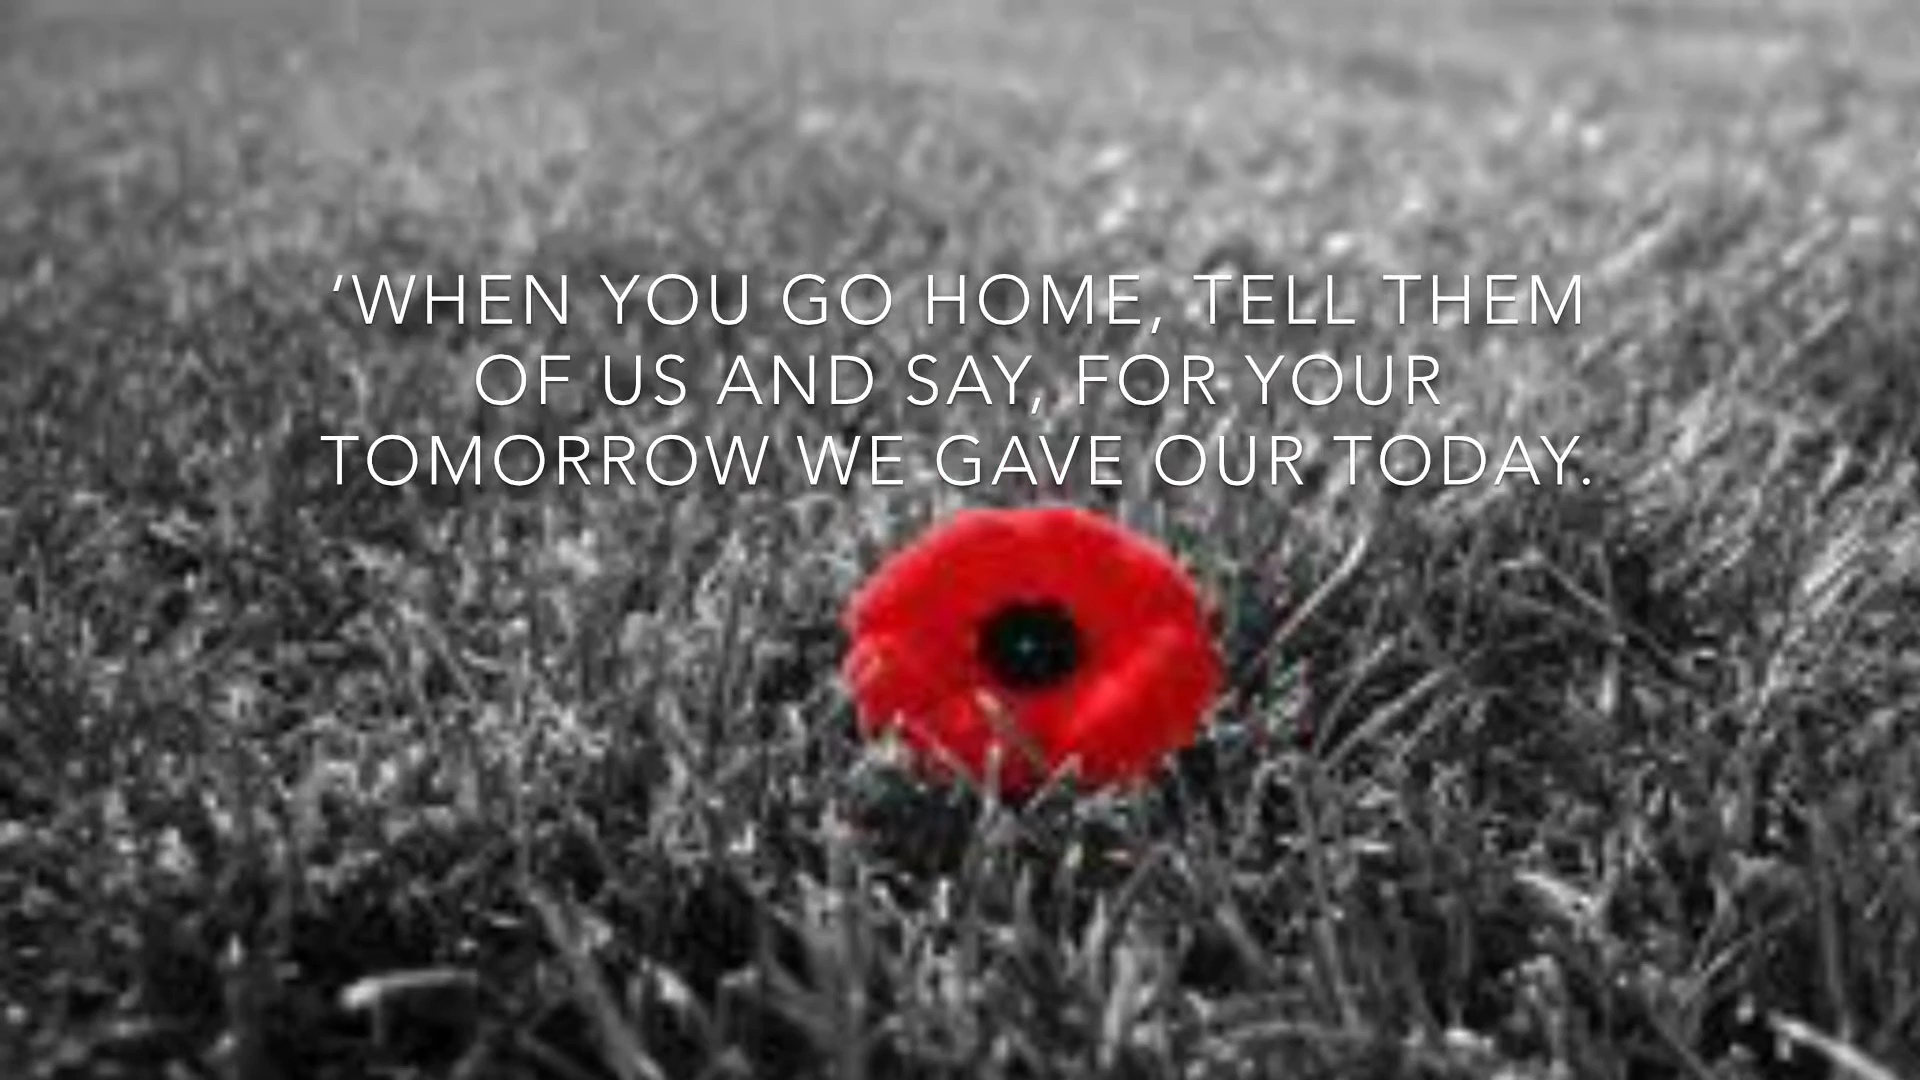 ‘WHEN YOU GO HOME, TELL THEM
OF US AND SAY, FOR YOUR
TOMORROW WE GAVE OUR TODAY.